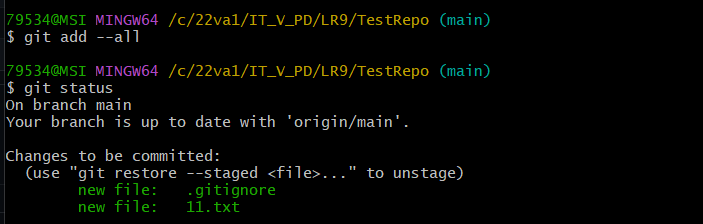 79534@MSI MINGW64 /c/22va1/IT_V_PD/LR9/TestRepo (main)
$ git add --all
79534@MSI MINGW64 /c/22va1/IT_V_PD/LR9/TestRepo (main)
$ git status
On branch main
Your branch is up to date with 'origin/main'.
Changes to be committed:
(use "git restore --staged <file>..." to unstage)
new file: .gitignore
new file: 11.txt